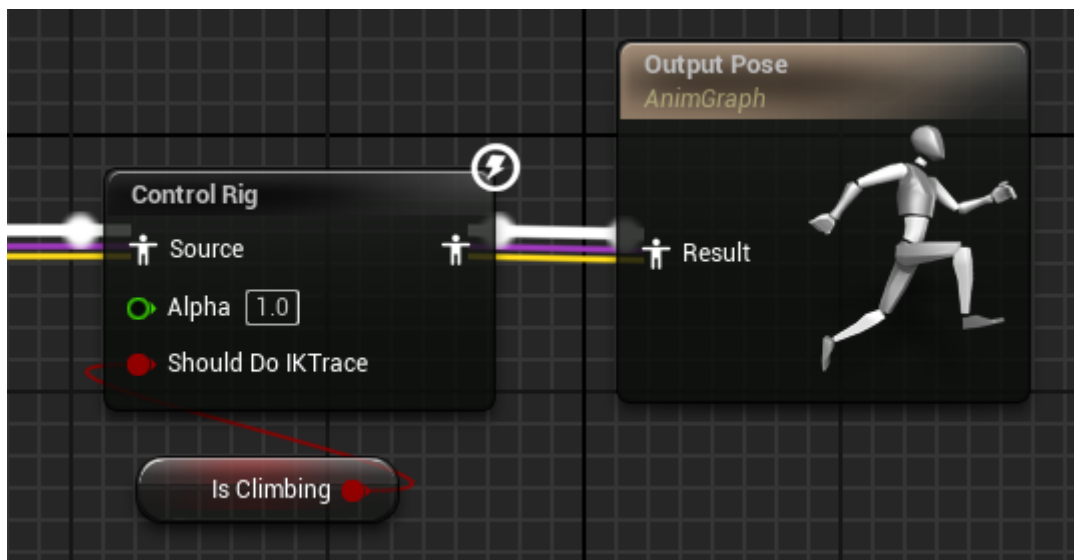 Output Pose
AnimGraph
Control Rig
Source
Result
Alpha 1.0
Should Do IKTrace
Is Climbing